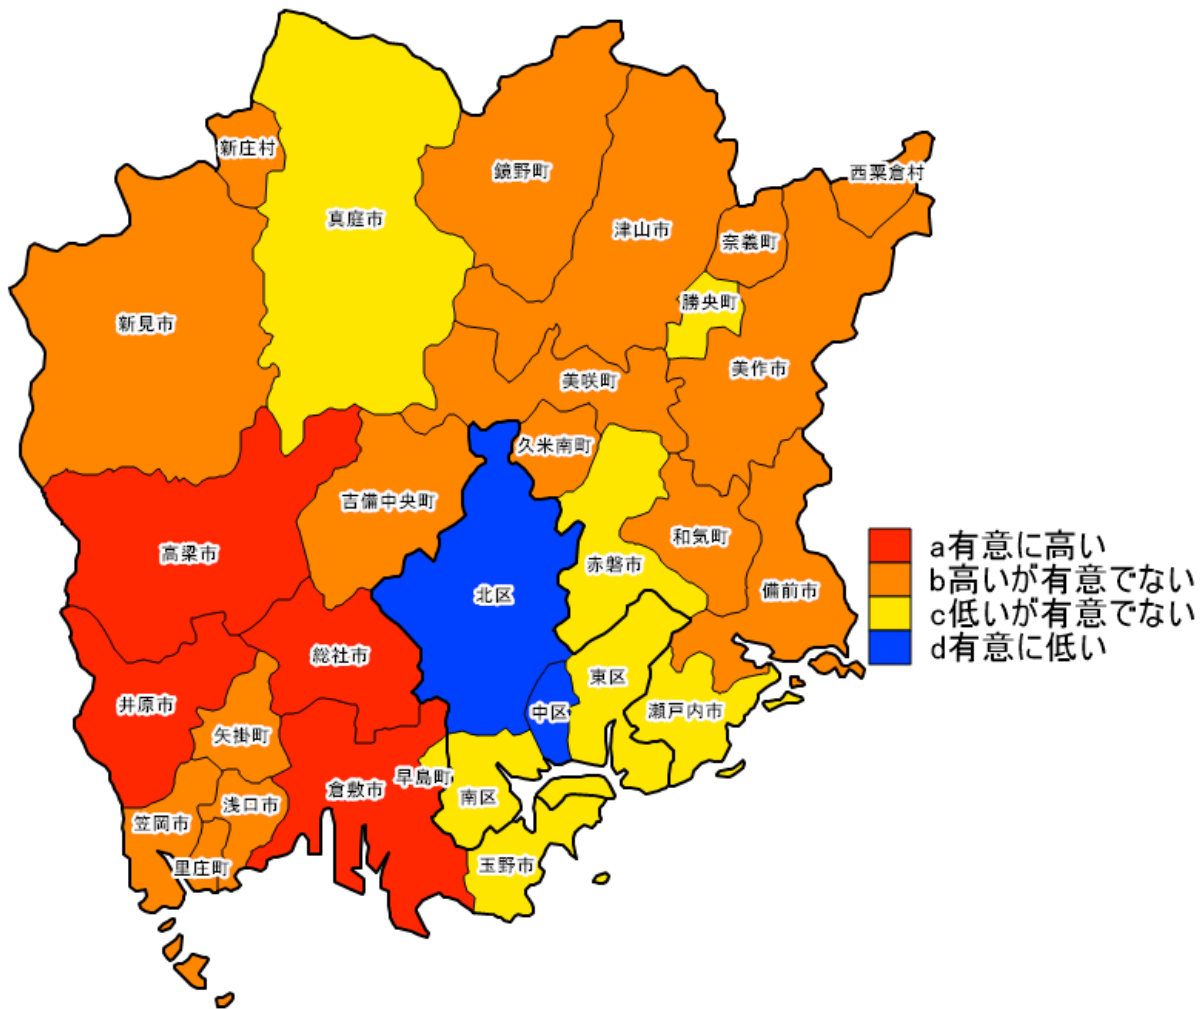 新庄村
鏡野町
西粟倉村
真庭市
津山市
奈義町
勝央町
新見市
美咲町
美作市
久米南町
吉備中央町
和気町
高梁市
赤磐市
備前市
北区
総社市
東区
井原市
中区
瀬戸内市
矢掛町
早島町
倉敷市
南区
浅口市
笠岡市
里庄町
玉野市
a有意に高い
b高いが有意でない
c低いが有意でない
d有意に低い